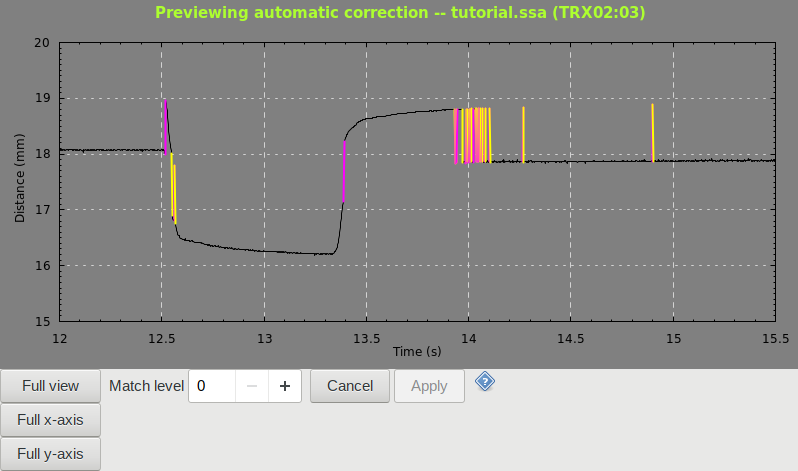 Previewing automatic correction -- tutorial.ssa (TRX02:03)
20
19
18
17
16
15
Distance (mm)
12 12.5 13 13.5 14 14.5 15 15.5
Time (s)
Full view Match level 0 − + Cancel Apply ?
Full x-axis
Full y-axis